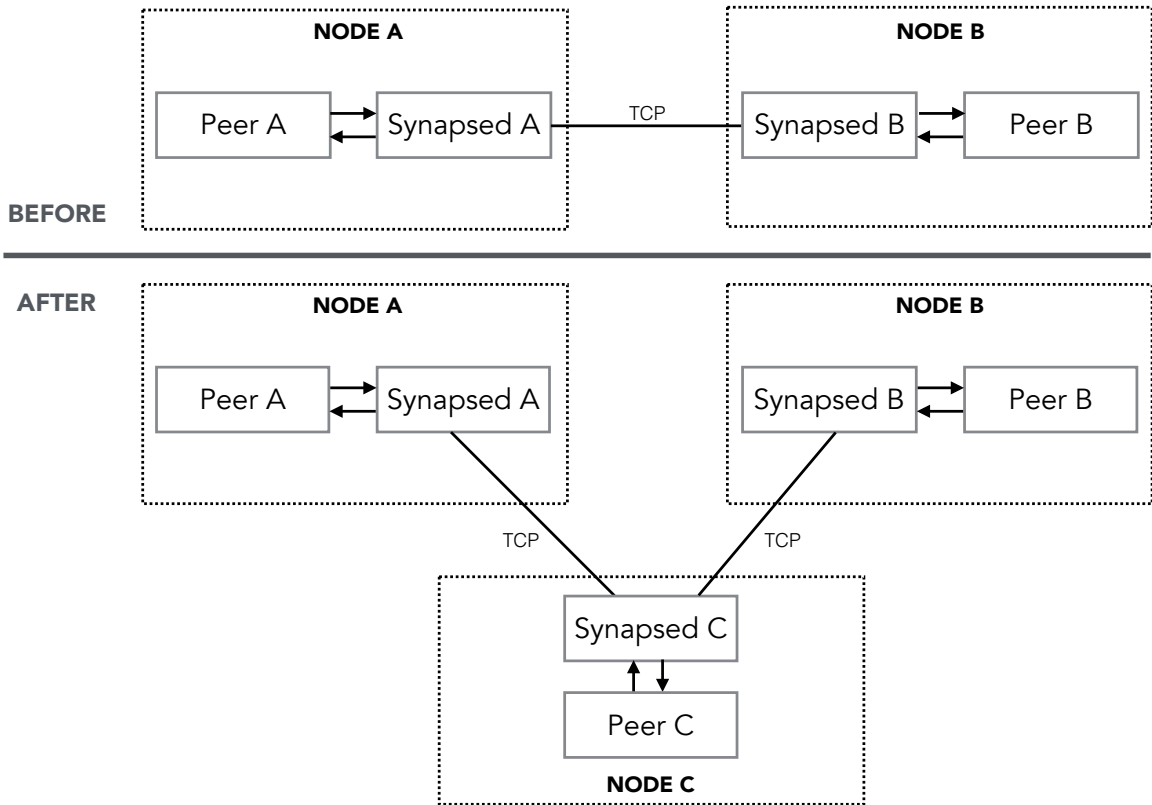 NODE A
NODE B
Peer A
Synapsed A
TCP
Synapsed B
Peer B
BEFORE
AFTER
NODE A
NODE B
Peer A
Synapsed A
Synapsed B
Peer B
TCP
TCP
Synapsed C
Peer C
NODE C